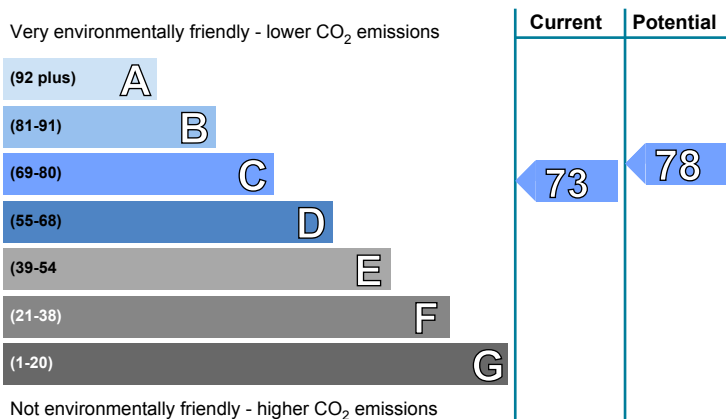 Current Potential
Very environmentally friendly - lower CO2 emissions
(92 plus) A
(81-91) B
(69-80) C
73 78
(55-68) D
(39-54 E
(21-38) F
(1-20) G
Not environmentally friendly - higher CO2 emissions